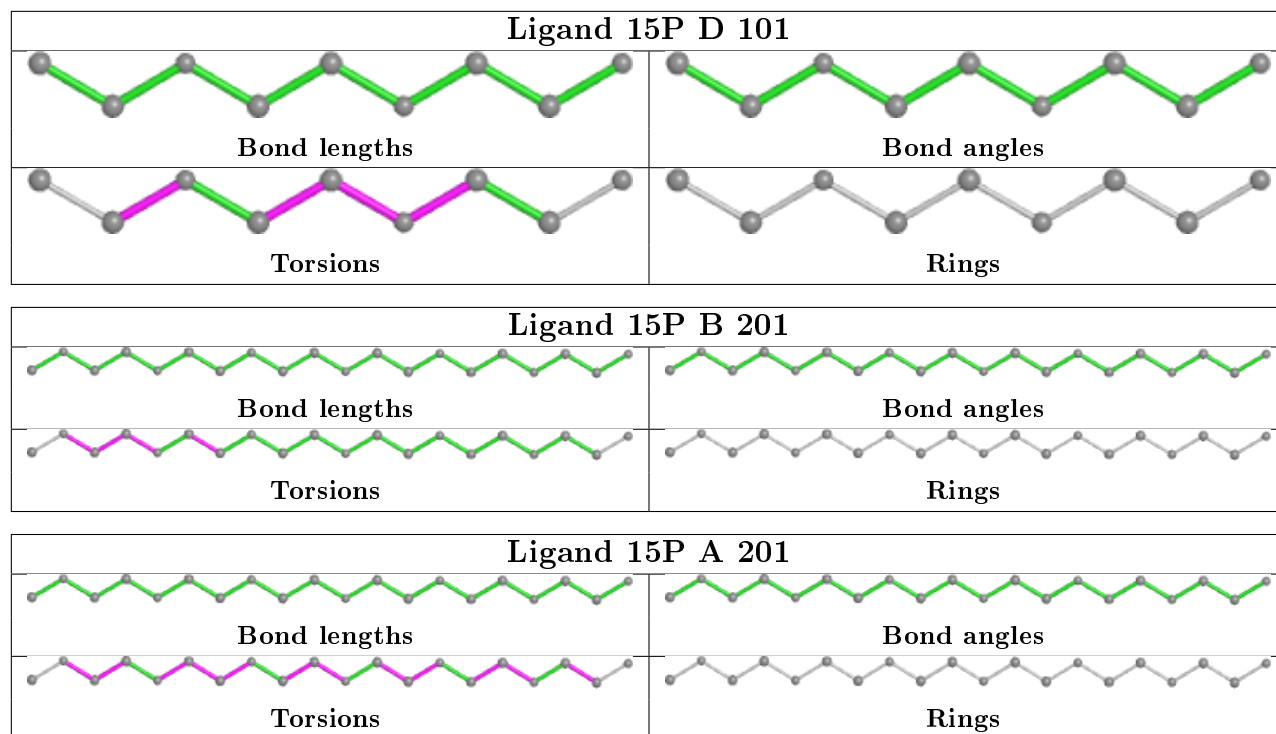 Ligand 15P D 101
Bond lengths
Bond angles
Torsions
Rings
Ligand 15P B 201
Bond lengths
Bond angles
Torsions
Rings
Ligand 15P A 201
Bond lengths
Bond angles
Torsions
Rings